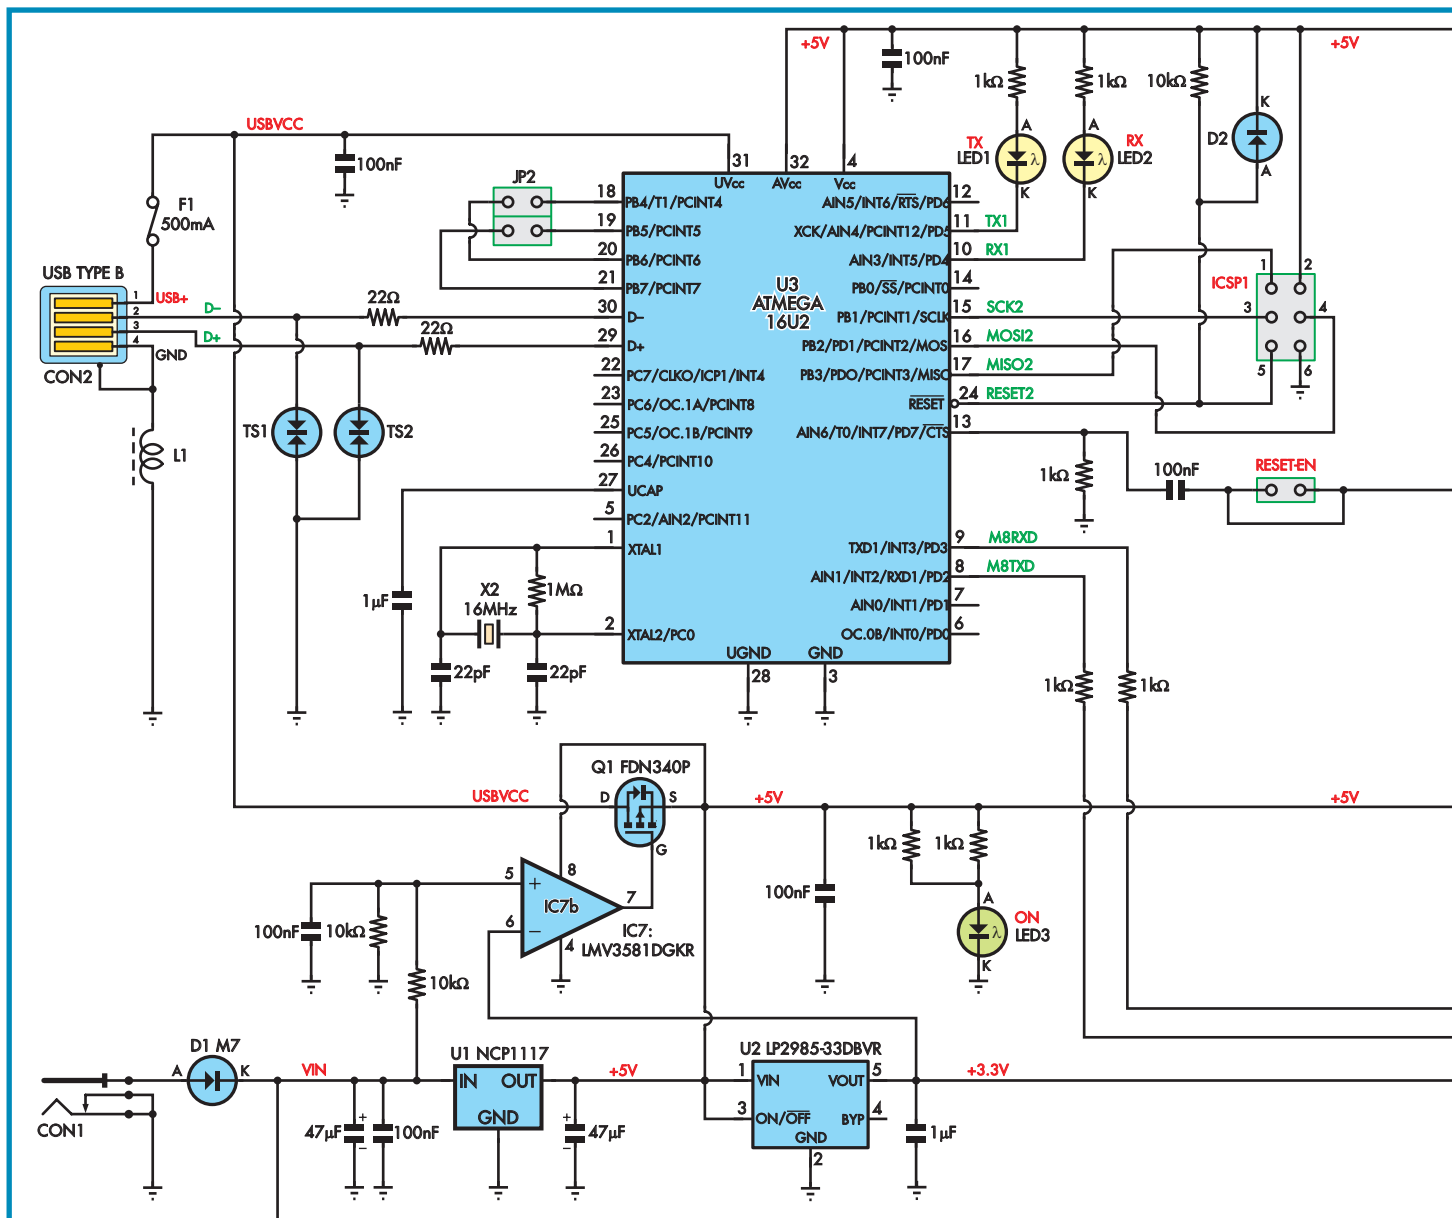 +5V
+5V
100nF
1kΩ
1kΩ
10kΩ
K
D2
A
USBVCC
100nF
31
32
4
A
TX
LED1
λ
K
A
RX
LED2
λ
K
F1
500mA
JP2
UVcc
AVcc
Vcc
18
PB4/T1/PCINT4
AIN5/INT6/RTS/PD6
12
19
PB5/PCINT5
XCK/AIN4/PCINT12/PD5
11
TX1
20
PB6/PCINT6
AIN3/INT5/PD4
10
RX1
21
PB7/PCINT7
PB0/SS/PCINT0
14
U3
ATMEGA
16U2
ICSP1
1
2
3
4
5
6
USB TYPE B
1
USB+
2
D–
3
D+
4
GND
CON2
22Ω
22Ω
30
D–
PB1/PCINT1/SCLK
15
SCK2
29
D+
PB2/PD1/PCINT2/MOSI
16
MOSI2
22
PC7/CLKO/ICP1/INT4
PB3/PDO/PCINT3/MISO
17
MISO2
23
PC6/OC.1A/PCINT8
RESET
24
RESET2
25
PC5/OC.1B/PCINT9
AIN6/T0/INT7/PD7/CTS
13
26
PC4/PCINT10
27
UCAP
5
PC2/AIN2/PCINT11
TS1
TS2
L1
1kΩ
100nF
RESET-EN
1
XTAL1
TXD1/INT3/PD3
9
M8RXD
AIN1/INT2/RXD1/PD2
8
M8TXD
AIN0/INT1/PD1
7
2
XTAL2/PC0
OC.0B/INT0/PD0
6
1µF
X2
16MHz
1MΩ
22pF
22pF
UGND
28
GND
3
1kΩ
1kΩ
Q1 FDN340P
USBVCC
D
S
G
+5V
+5V
5
+
6
–
8
7
4
IC7b
IC7:
LMV3581DGKR
100nF
10kΩ
10kΩ
100nF
1kΩ
1kΩ
A
ON
LED3
λ
K
D1 M7
A
K
VIN
CON1
47µF
+
–
100nF
U1 NCP1117
IN
OUT
GND
+5V
+
–
47µF
U2 LP2985-33DBVR
1
VIN
VOUT
5
3
ON/OFF
BYP
4
GND
2
+3.3V
1µF